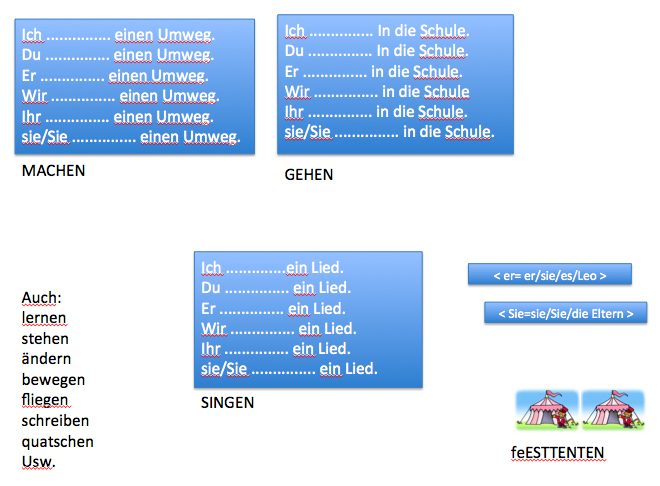 Ich .............. einen Umweg.
Du .............. einen Umweg.
Er .............. einen Umweg.
Wir .............. einen Umweg.
Ihr .............. einen Umweg.
sie/Sie .............. einen Umweg.
MACHEN
Ich .............. In die Schule.
Du .............. In die Schule.
Er .............. in die Schule.
Wir .............. in die Schule
Ihr .............. in die Schule.
sie/Sie .............. in die Schule.
GEHEN
Ich ..............ein Lied.
Du .............. ein Lied.
Er .............. ein Lied.
Wir .............. ein Lied.
Ihr .............. ein Lied.
sie/Sie .............. ein Lied.
SINGEN
< er= er/sie/es/Leo >
< Sie=sie/Sie/die Eltern >
Auch:
lernen
stehen
ändern
bewegen
fliegen
schreiben
quatschen
Usw.
feESTTENTEN